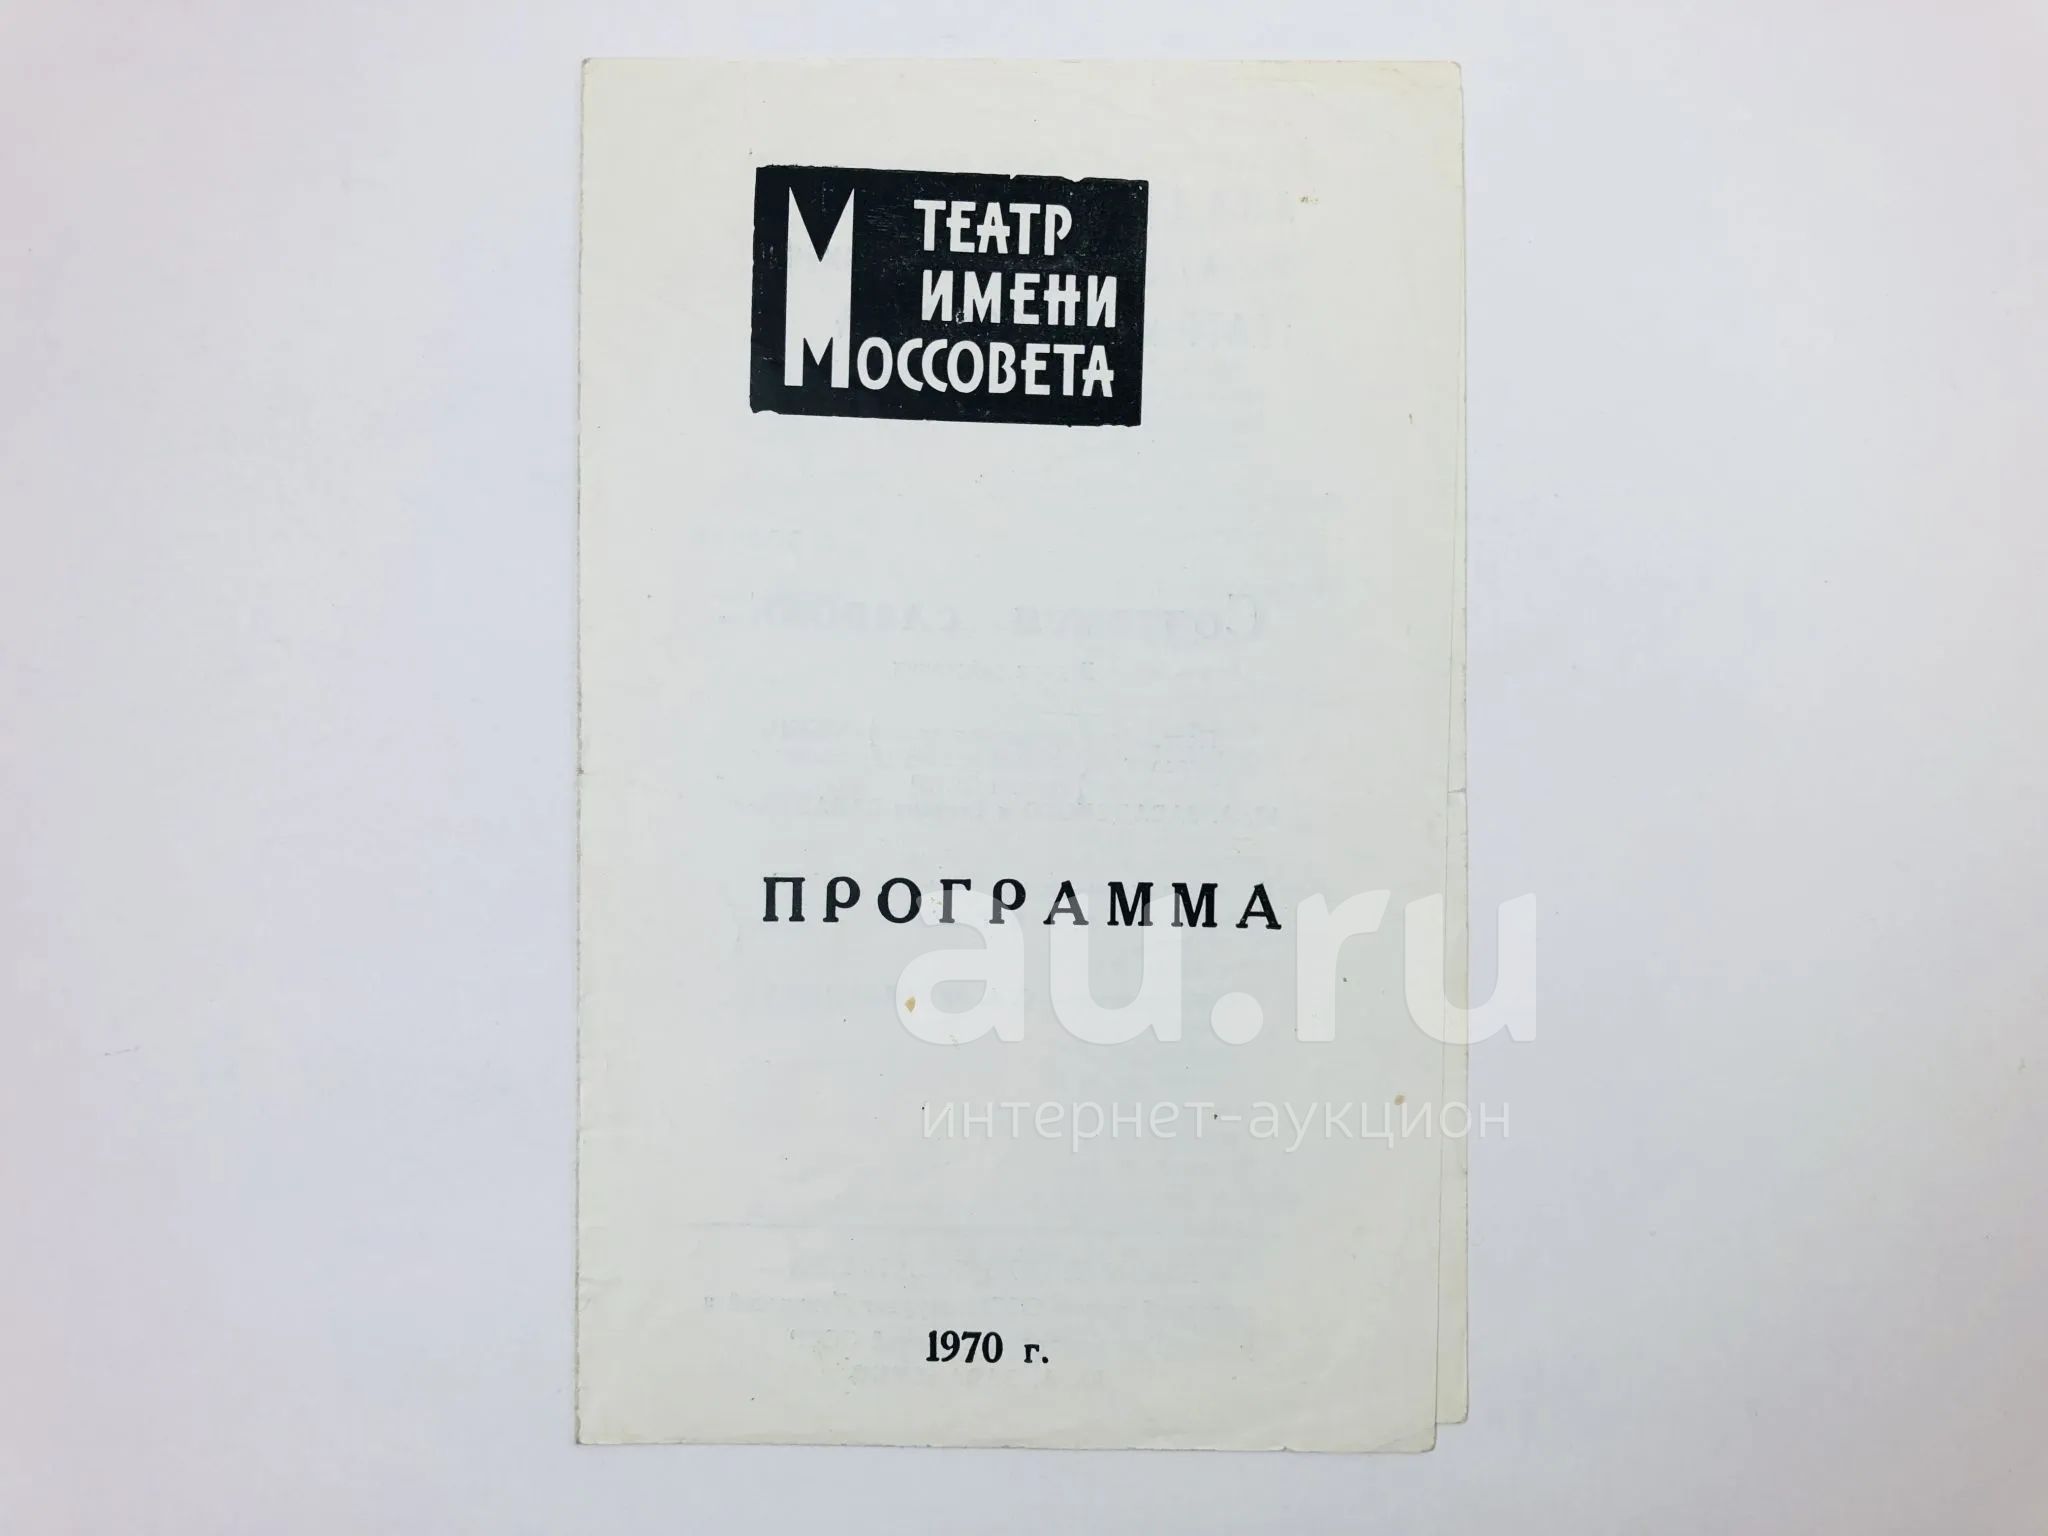 ТЕАТР
ИМЕНИ
МОССОВЕТА
ПРОГРАММА
au.ru
интернет-аукцион
1970 г.